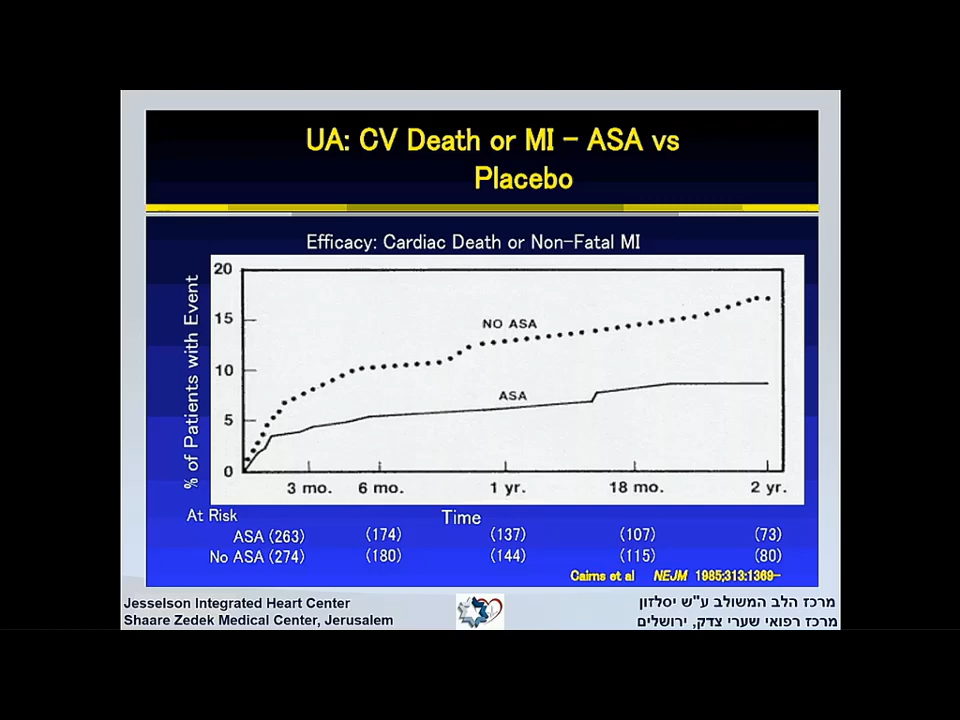 UA: CV Death or MI – ASA vs
Placebo
Efficacy: Cardiac Death or Non-Fatal MI
% of Patients with Event
20
15
10
5
0
NO ASA
ASA
3 mo. 6 mo. 1 yr. 18 mo. 2 yr.
At Risk Time
ASA (263) (174) (137) (107) (73)
No ASA (274) (180) (144) (115) (80)
Cairns et al NEJM 1985;313:1369-
Jesselson Integrated Heart Center
Shaare Zedek Medical Center, Jerusalem
מרכז הלב המשולב ע"ש יסלזון
מרכז רפואי שערי צדק, ירושלים